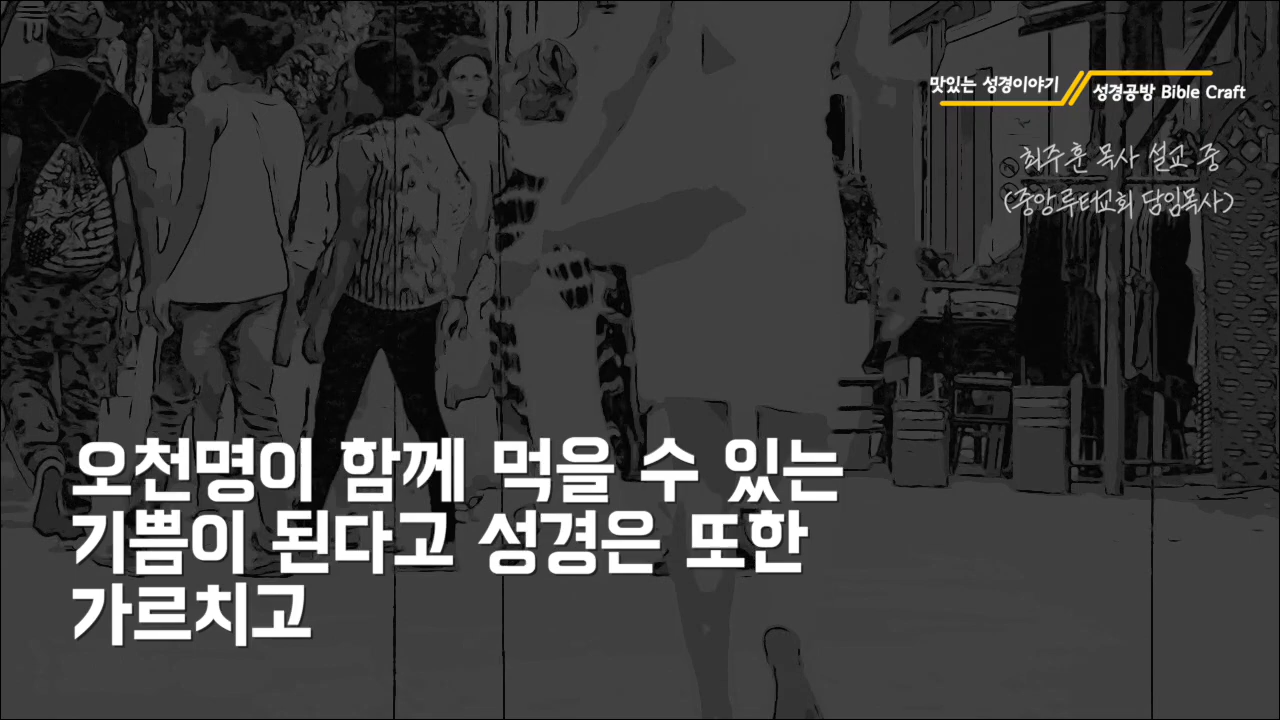 맛있는 성경이야기
성경공방 Bible Craft
최주훈 목사 설교 중
(중앙루터교회 담임목사)
오천명이 함께 먹을 수 있는
기쁨이 된다고 성경은 또한
가르치고